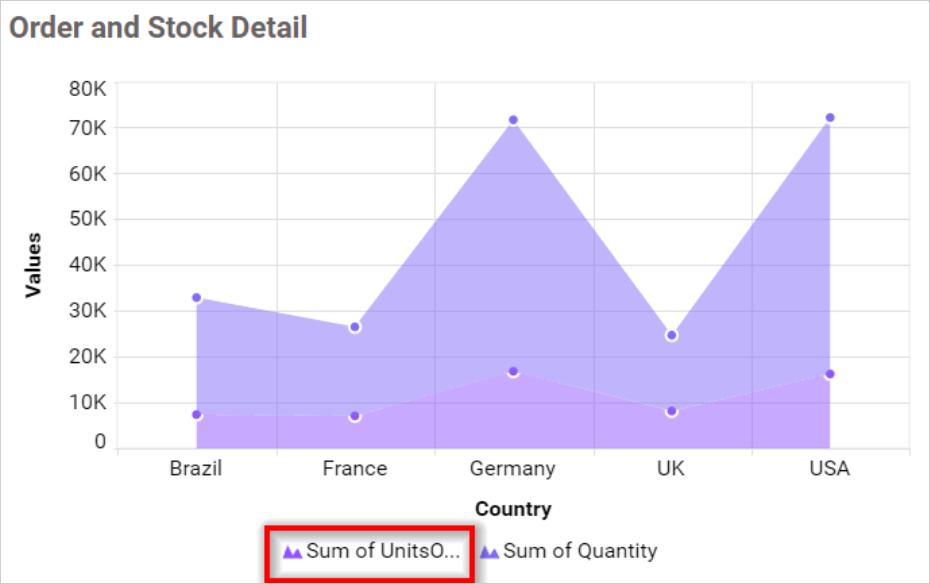 Order and Stock Detail
80K
70K
60K
50K
40K
30K
20K
10K
0
Values
Brazil France Germany UK USA
Country
Sum of UnitsO... Sum of Quantity